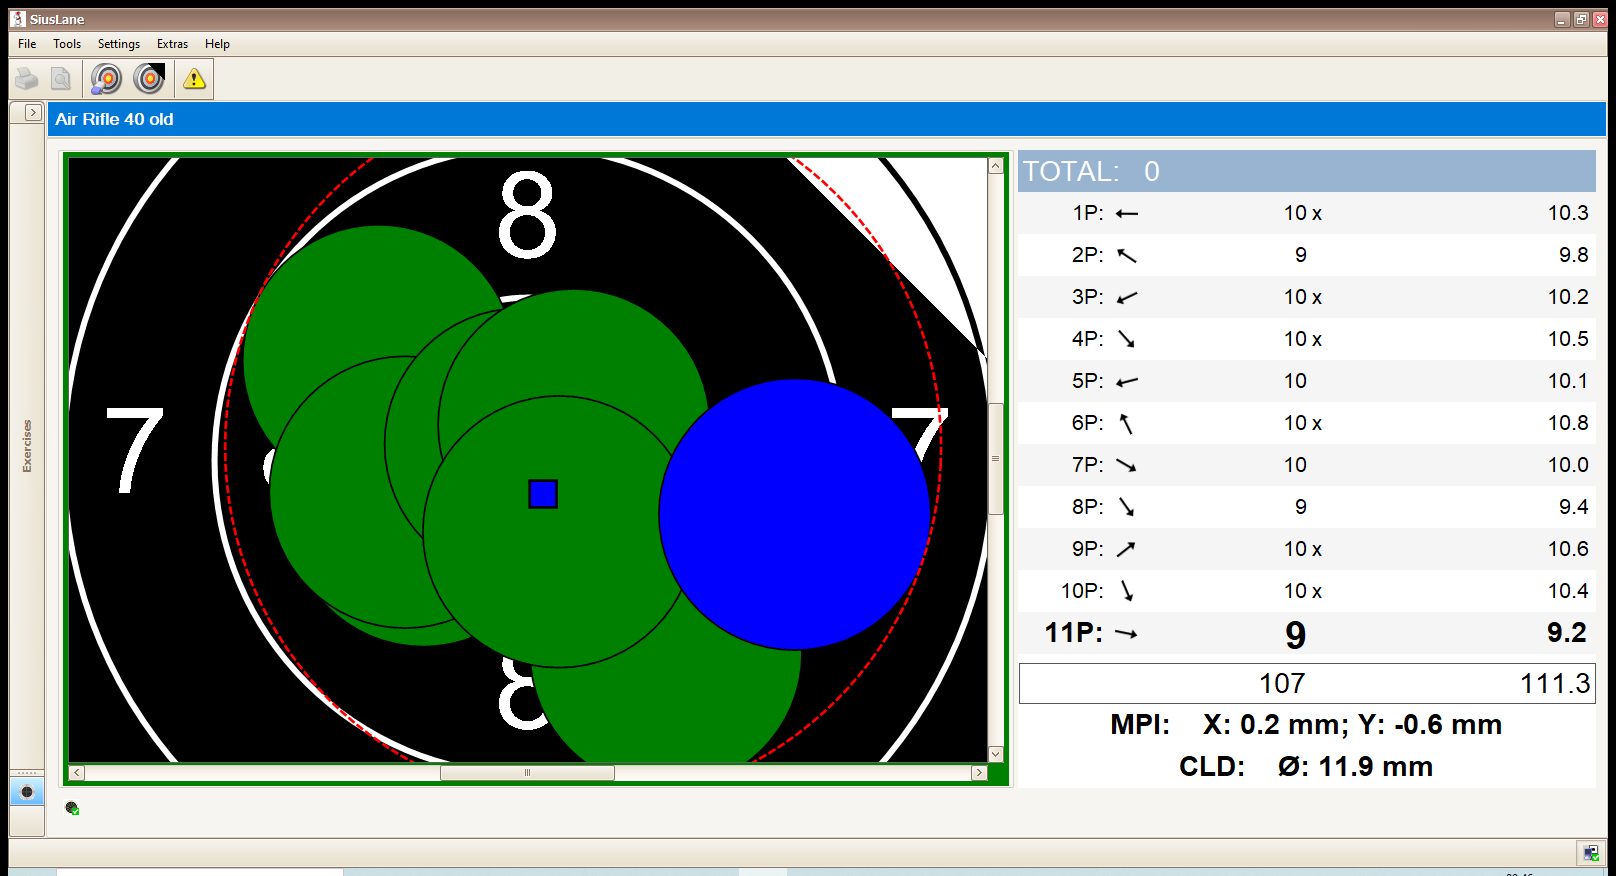 SiusLane
File Tools Settings Extras Help
Air Rifle 40 old
Exercises
8
7
7
8
TOTAL: 0
1P: 10 x 10.3
2P: 9 9.8
3P: 10 x 10.2
4P: 10 x 10.5
5P: 10 10.1
6P: 10 x 10.8
7P: 10 10.0
8P: 9 9.4
9P: 10 x 10.6
10P: 10 x 10.4
11P: 9 9.2
107 111.3
MPI: X: 0.2 mm; Y: -0.6 mm
CLD: Ø: 11.9 mm